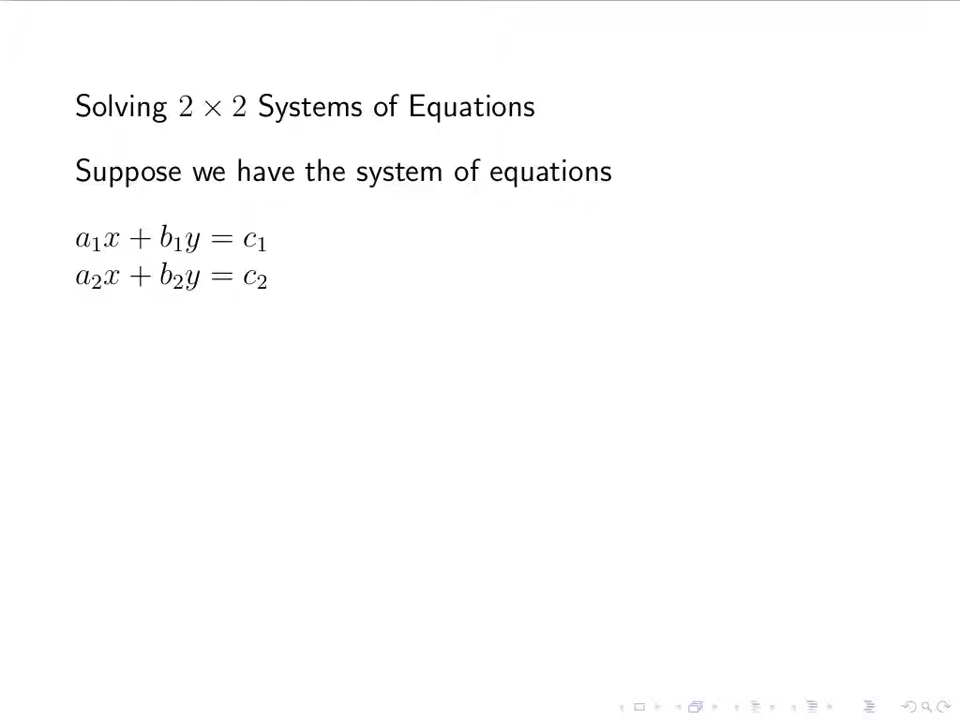 Solving 2 × 2 Systems of Equations
Suppose we have the system of equations
a₁x + b₁y = c₁
a₂x + b₂y = c₂